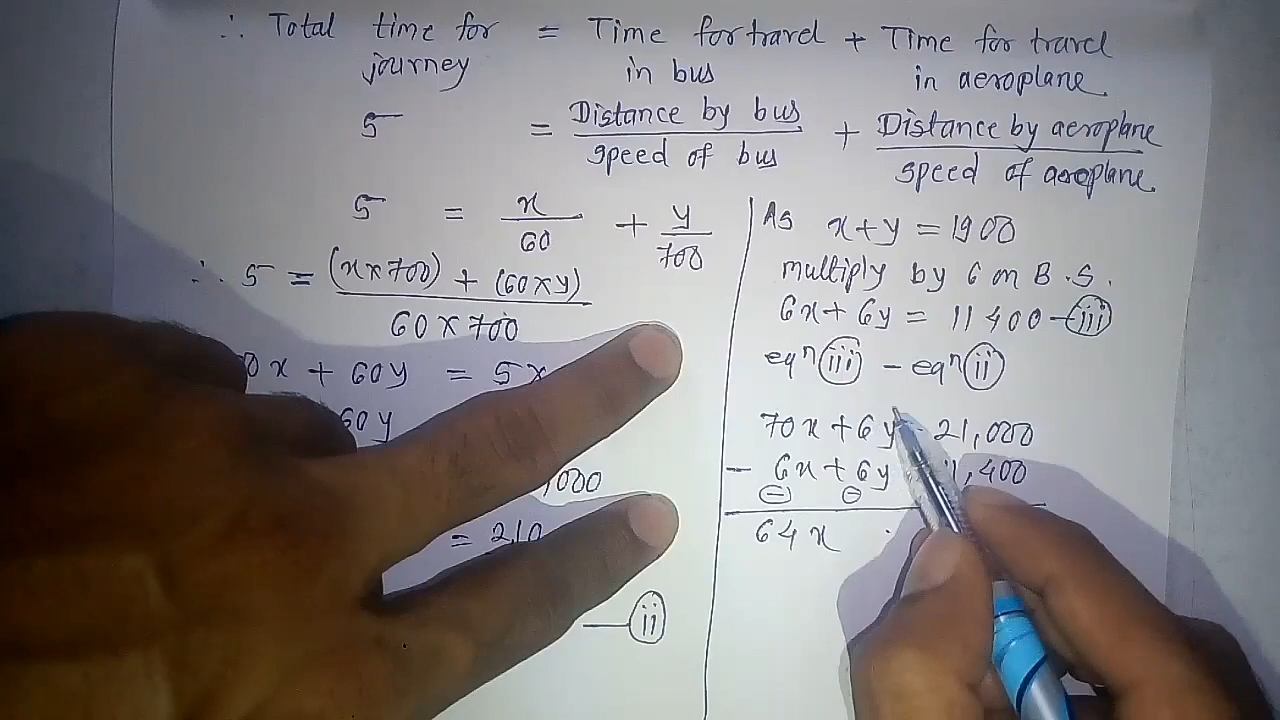 ∴ Total time for journey = Time for travel in bus + Time for travel in aeroplane
5 = Distance by bus / Speed of bus + Distance by aeroplane / Speed of aeroplane
5 = x/60 + y/700
∴ 5 = (x×700) + (60×y) / 60×700
0x + 60y = 5×
60y
000
= 210
(ii)
As x+y = 1900
multiply by 6 on B.S.
6x + 6y = 11400 - (iii)
eqn (iii) - eqn (ii)
70x + 6y 21,000
- 6x + 6y 11,400
(-) (-)
64x